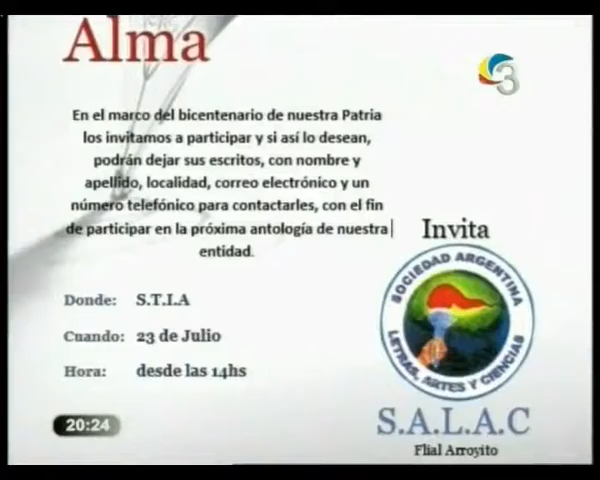 Alma
3
En el marco del bicentenario de nuestra Patria
los invitamos a participar y si así lo desean,
podrán dejar sus escritos, con nombre y
apellido, localidad, correo electrónico y un
número telefónico para contactarles, con el fin
de participar en la próxima antología de nuestra
entidad.
Invita
SOCIEDAD ARGENTINA
LETRAS, ARTES Y CIENCIAS
S.A.L.A.C
Flial Arroyito
Donde: S.T.I.A
Cuando: 23 de Julio
Hora: desde las 14hs
20:24